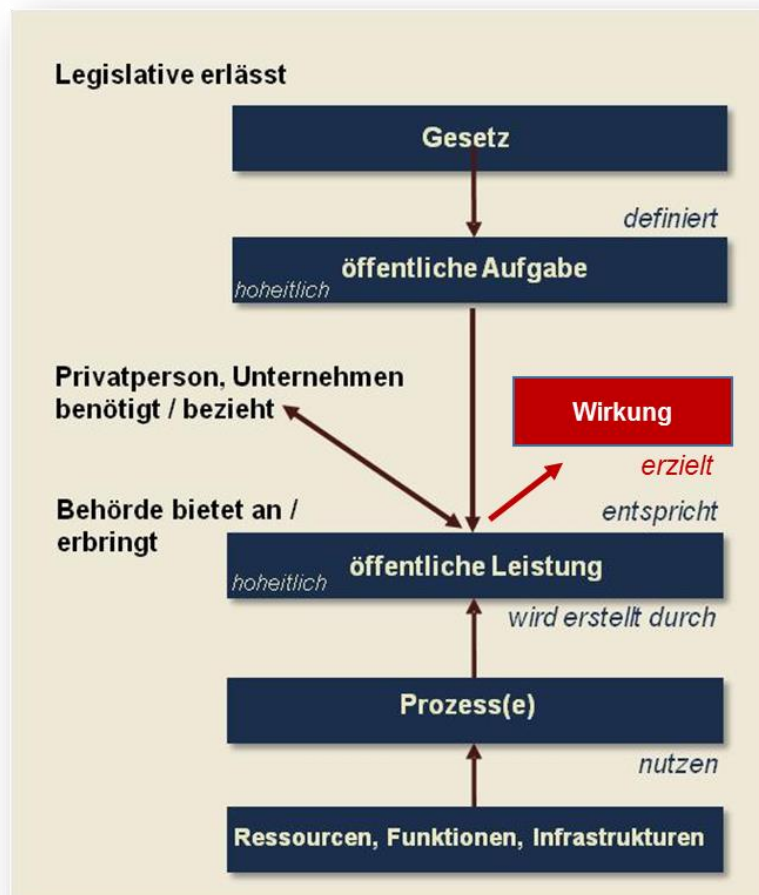 Legislative erlässt
Gesetz
definiert
öffentliche Aufgabe
hoheitlich
Privatperson, Unternehmen
benötigt / bezieht
Wirkung
erzielt
Behörde bietet an /
erbringt
entspricht
öffentliche Leistung
hoheitlich
wird erstellt durch
Prozess(e)
nutzen
Ressourcen, Funktionen, Infrastrukturen